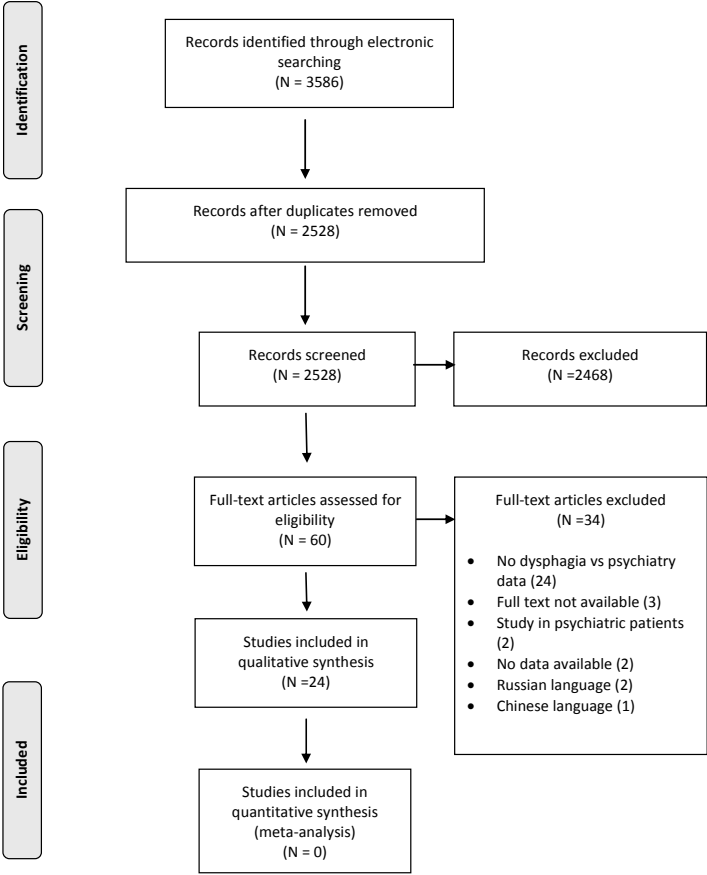 Identification
Records identified through electronic
searching
(N = 3586)
Records after duplicates removed
(N = 2528)
Screening
Records screened
(N = 2528)
Records excluded
(N =2468)
Eligibility
Full-text articles assessed for
eligibility
(N = 60)
Full-text articles excluded
(N =34)
• No dysphagia vs psychiatry
data (24)
• Full text not available (3)
• Study in psychiatric patients
(2)
• No data available (2)
• Russian language (2)
• Chinese language (1)
Studies included in
qualitative synthesis
(N =24)
Included
Studies included in
quantitative synthesis
(meta-analysis)
(N = 0)